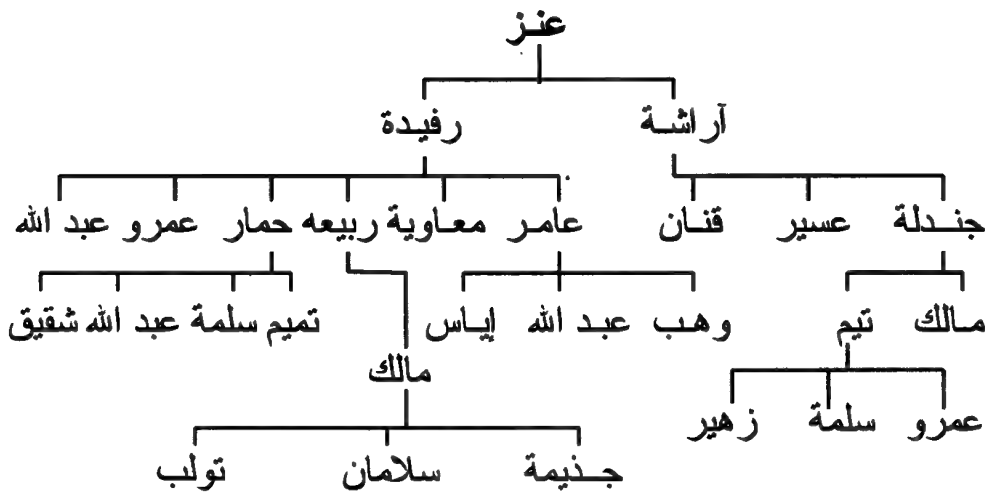 عنز
آراشة رفيدة
جندلة عسير قنان عامر معاوية ربيعه حمار عمرو عبد الله
مالك تيم وهب عبد الله إياس تميم سلمة عبد الله شقيق
مالك
عمرو سلمة زهير
جذيمة سلامان تولب